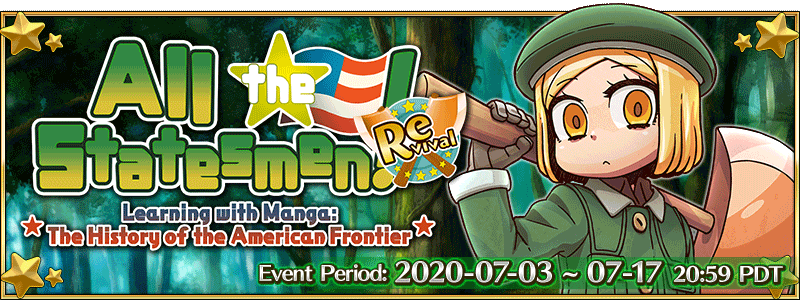 All the
Statesmen!
Revival
Learning with Manga:
The History of the American Frontier
Event Period: 2020-07-03 ~ 07-17 20:59 PDT